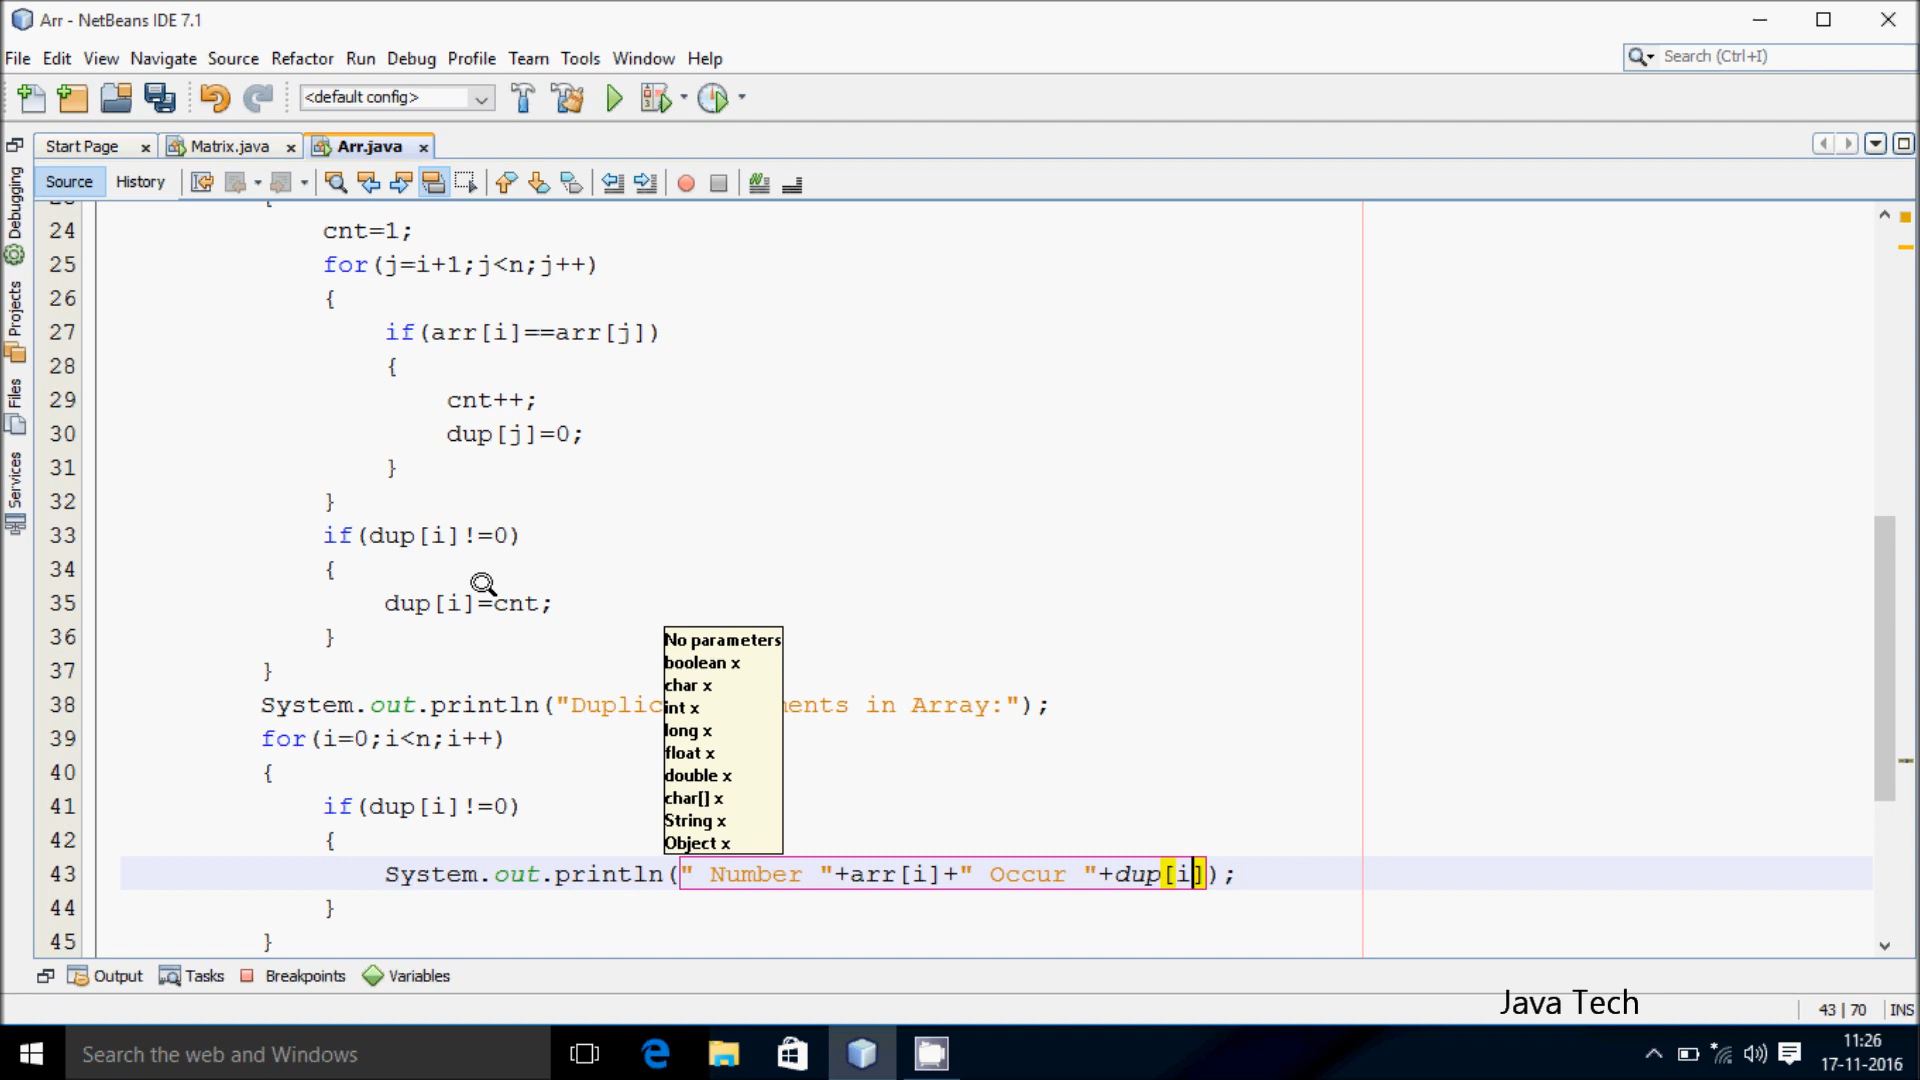 Arr - NetBeans IDE 7.1
File Edit View Navigate Source Refactor Run Debug Profile Team Tools Window Help
Search (Ctrl+I)
<default config>
Start Page x Matrix.java x Arr.java x
Source History
Debugging
Projects
Files
Services
24 cnt=1;
25 for(j=i+1;j<n;j++)
26 {
27 if(arr[i]==arr[j])
28 {
29 cnt++;
30 dup[j]=0;
31 }
32 }
33 if(dup[i]!=0)
34 {
35 dup[i]=cnt;
36 }
37 }
38 System.out.println("Duplic ents in Array:");
39 for(i=0;i<n;i++)
40 {
41 if(dup[i]!=0)
42 {
43 System.out.println(" Number "+arr[i]+" Occur "+dup[i]);
44 }
45 }
No parameters
boolean x
char x
int x
long x
float x
double x
char[] x
String x
Object x
Output Tasks Breakpoints Variables
Java Tech
43 | 70 INS
Search the web and Windows
11:26
17-11-2016